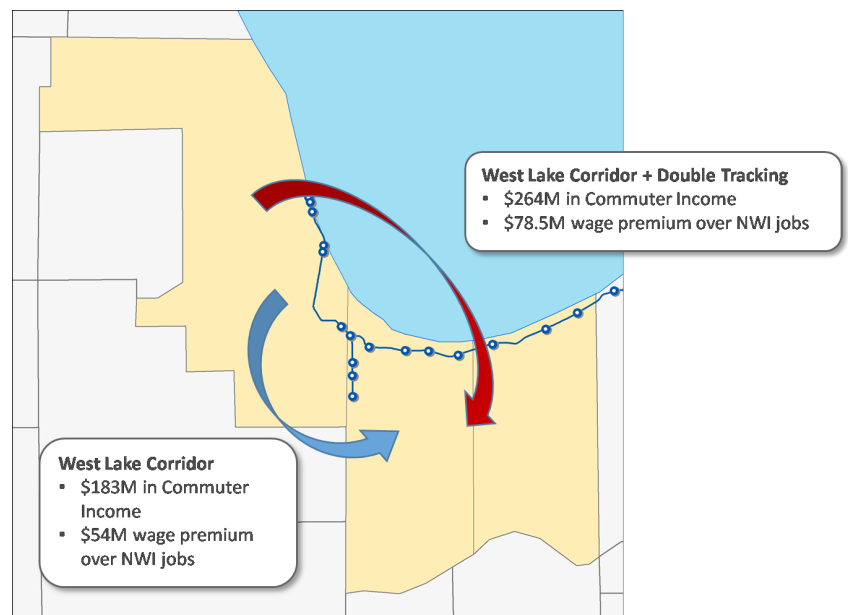 West Lake Corridor + Double Tracking
▪ $264M in Commuter Income
▪ $78.5M wage premium over NWI jobs
West Lake Corridor
▪ $183M in Commuter
Income
▪ $54M wage premium
over NWI jobs